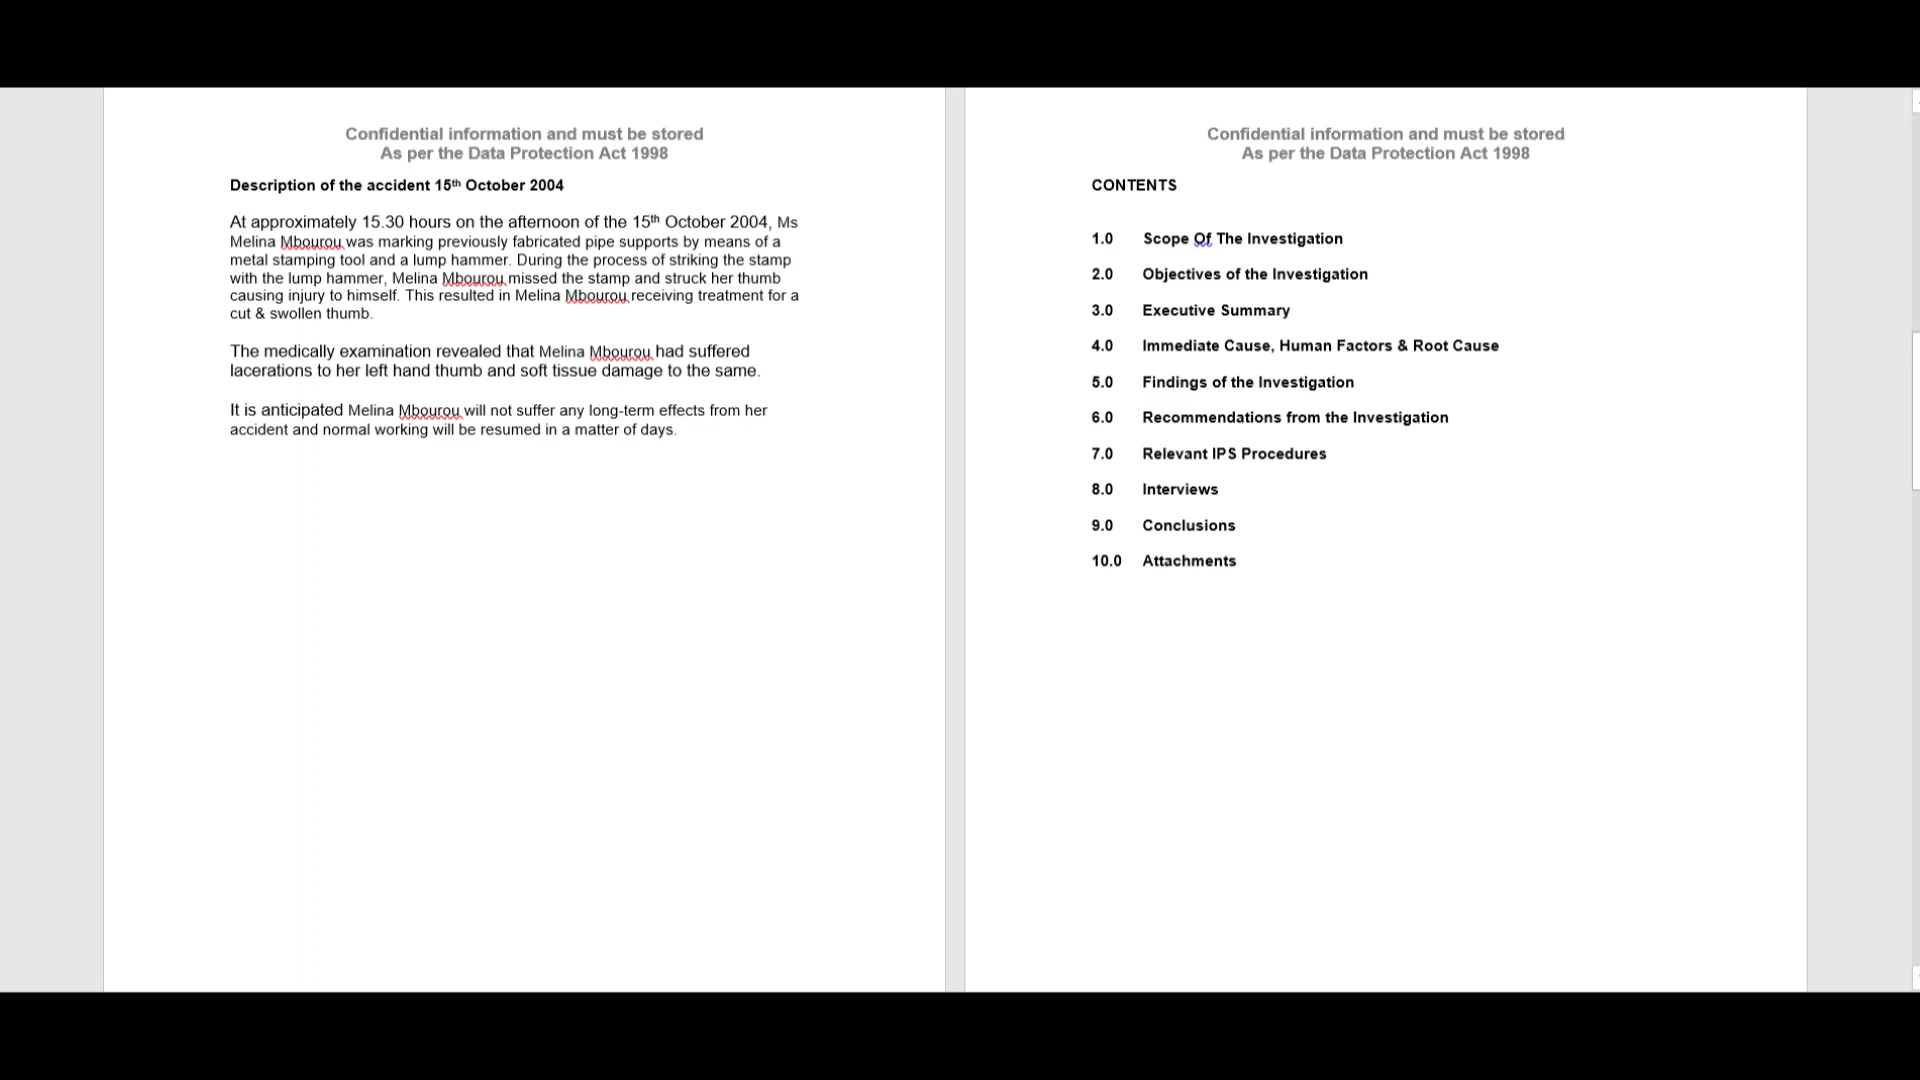 Confidential information and must be stored
As per the Data Protection Act 1998
Description of the accident 15th October 2004
At approximately 15.30 hours on the afternoon of the 15th October 2004, Ms
Melina Mbourou was marking previously fabricated pipe supports by means of a
metal stamping tool and a lump hammer. During the process of striking the stamp
with the lump hammer, Melina Mbourou missed the stamp and struck her thumb
causing injury to himself. This resulted in Melina Mbourou receiving treatment for a
cut & swollen thumb.
The medically examination revealed that Melina Mbourou had suffered
lacerations to her left hand thumb and soft tissue damage to the same.
It is anticipated Melina Mbourou will not suffer any long-term effects from her
accident and normal working will be resumed in a matter of days.
Confidential information and must be stored
As per the Data Protection Act 1998
CONTENTS
1.0 Scope Of The Investigation
2.0 Objectives of the Investigation
3.0 Executive Summary
4.0 Immediate Cause, Human Factors & Root Cause
5.0 Findings of the Investigation
6.0 Recommendations from the Investigation
7.0 Relevant IPS Procedures
8.0 Interviews
9.0 Conclusions
10.0 Attachments